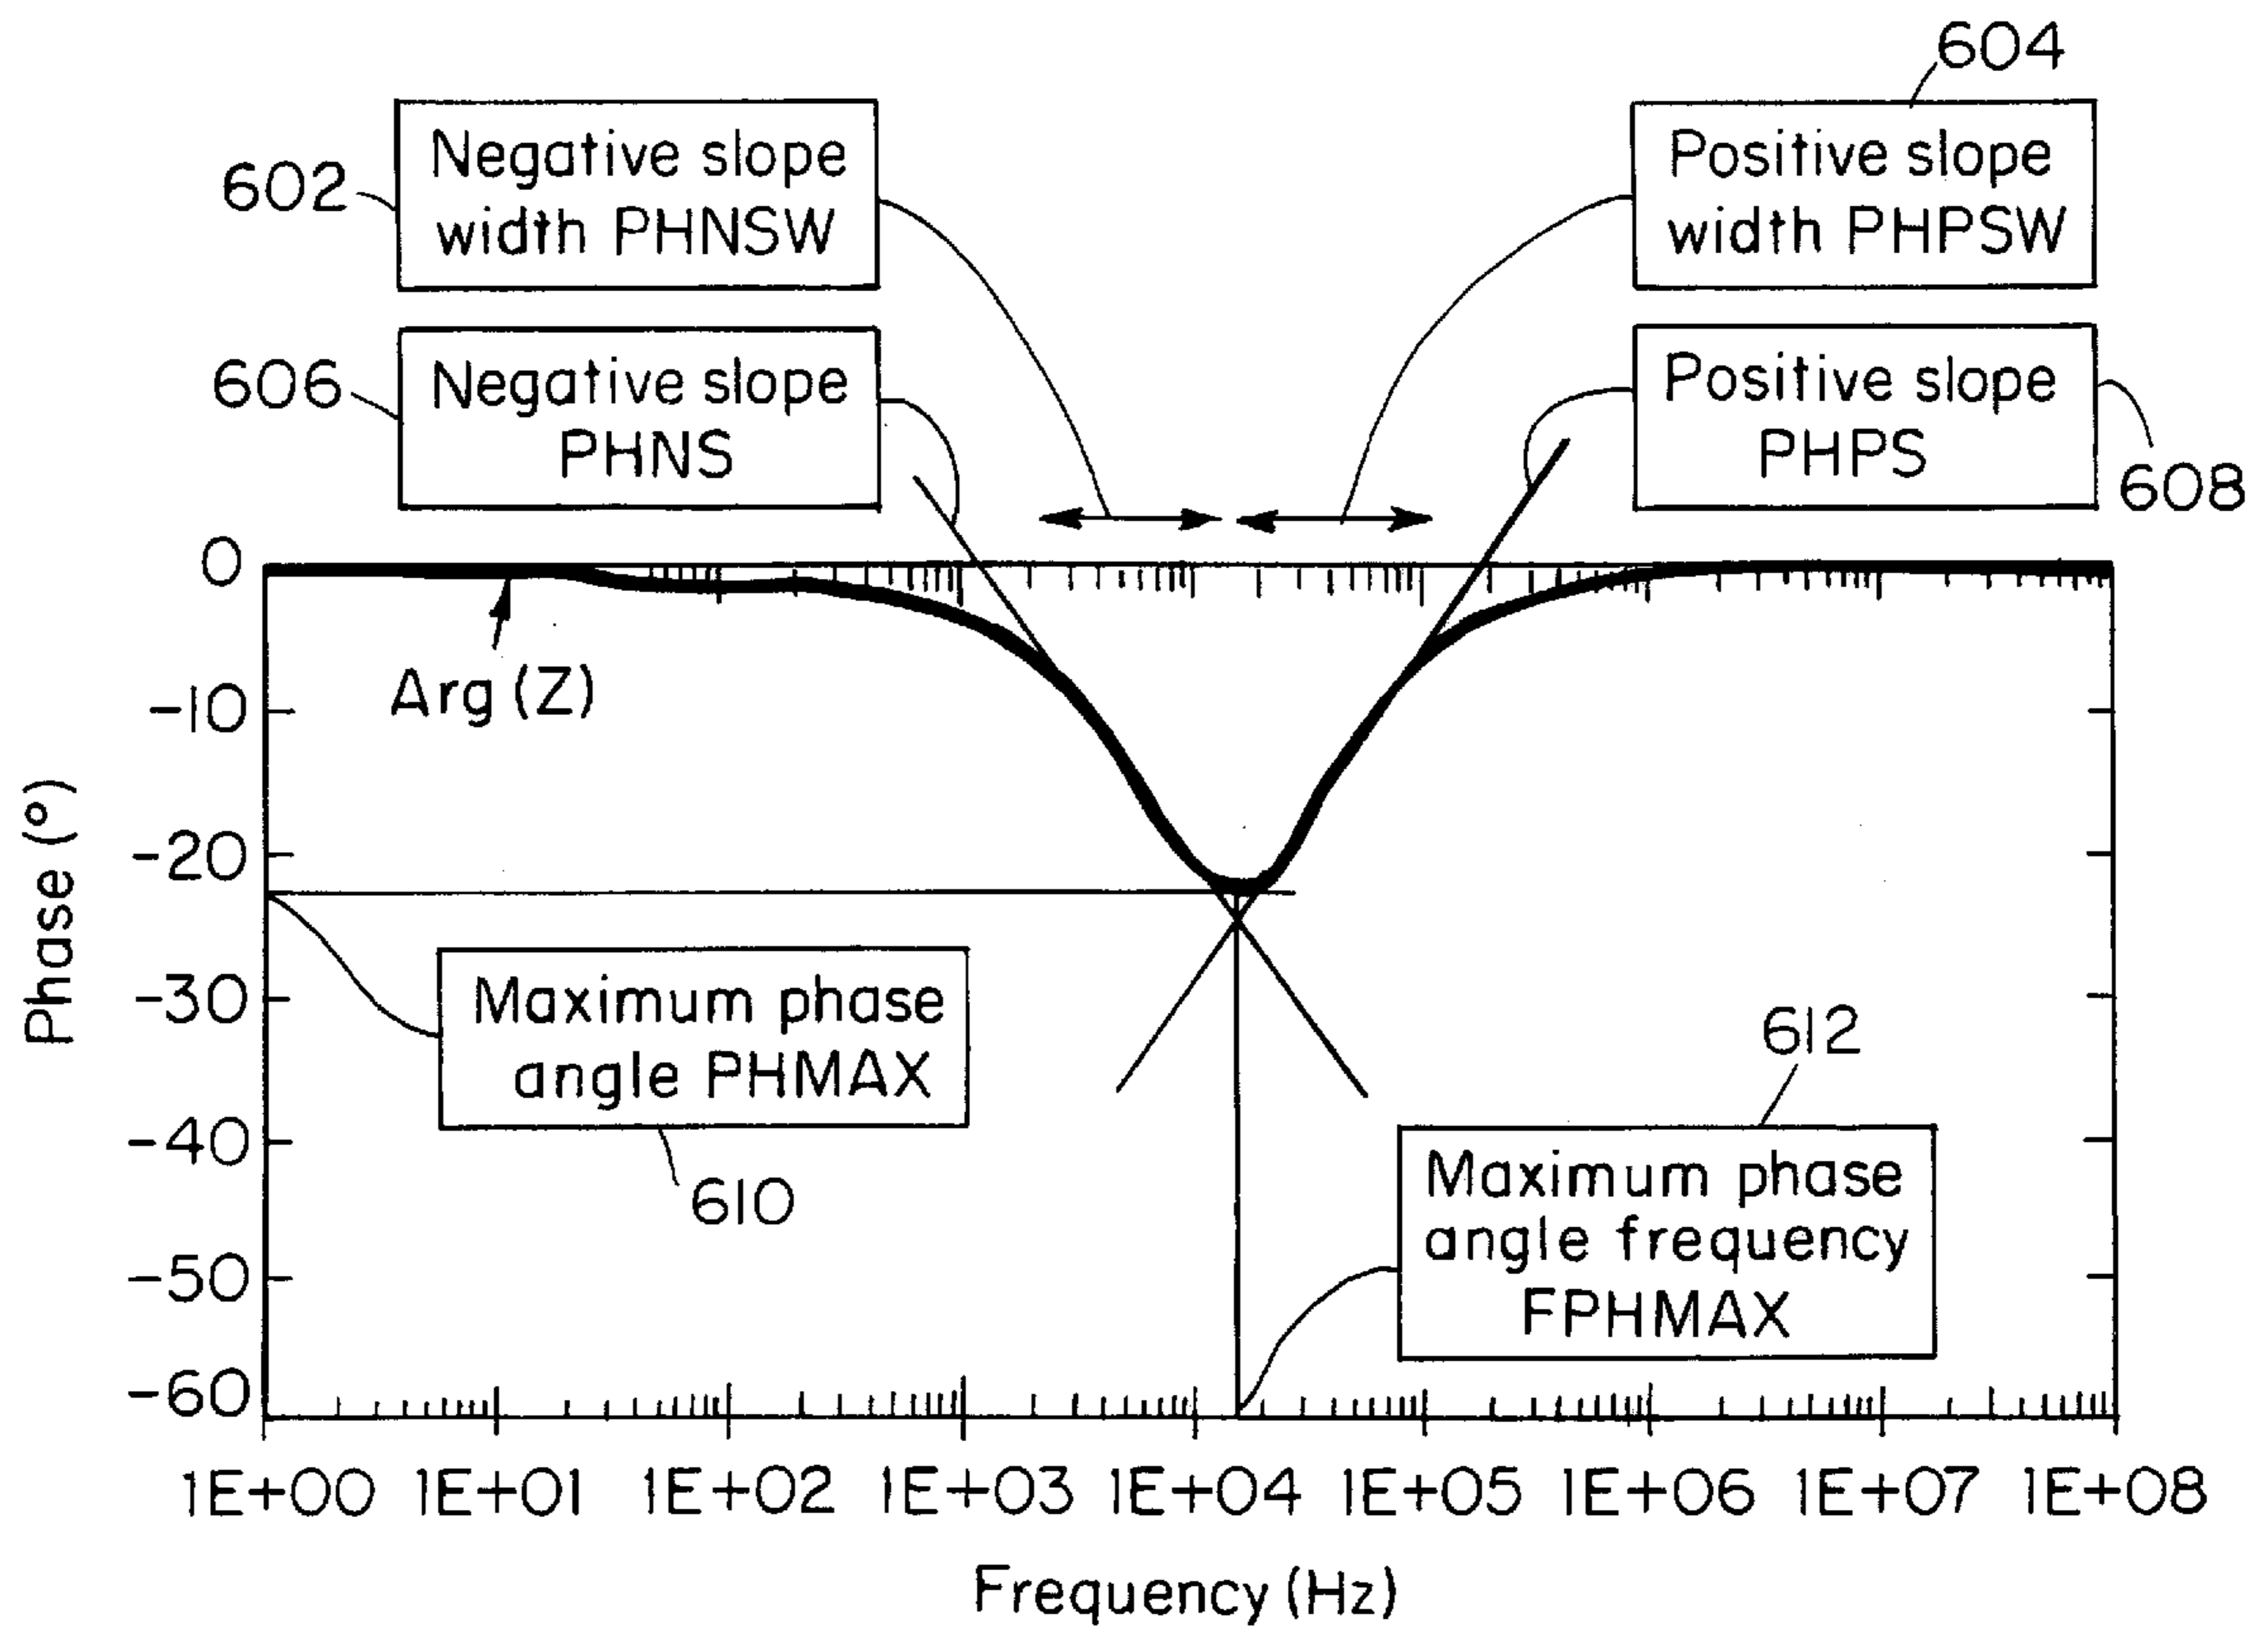 604
Negative slope
width PHNSW
602
Positive slope
width PHPSW
Negative slope
PHNS
606
Positive slope
PHPS
608
0
-10
-20
-30
-40
-50
-60
Arg (Z)
Phase (°)
Maximum phase
angle PHMAX
610
612
Maximum phase
angle frequency
FPHMAX
1E+00 1E+01 1E+02 1E+03 1E+04 1E+05 1E+06 1E+07 1E+08
Frequency (Hz)